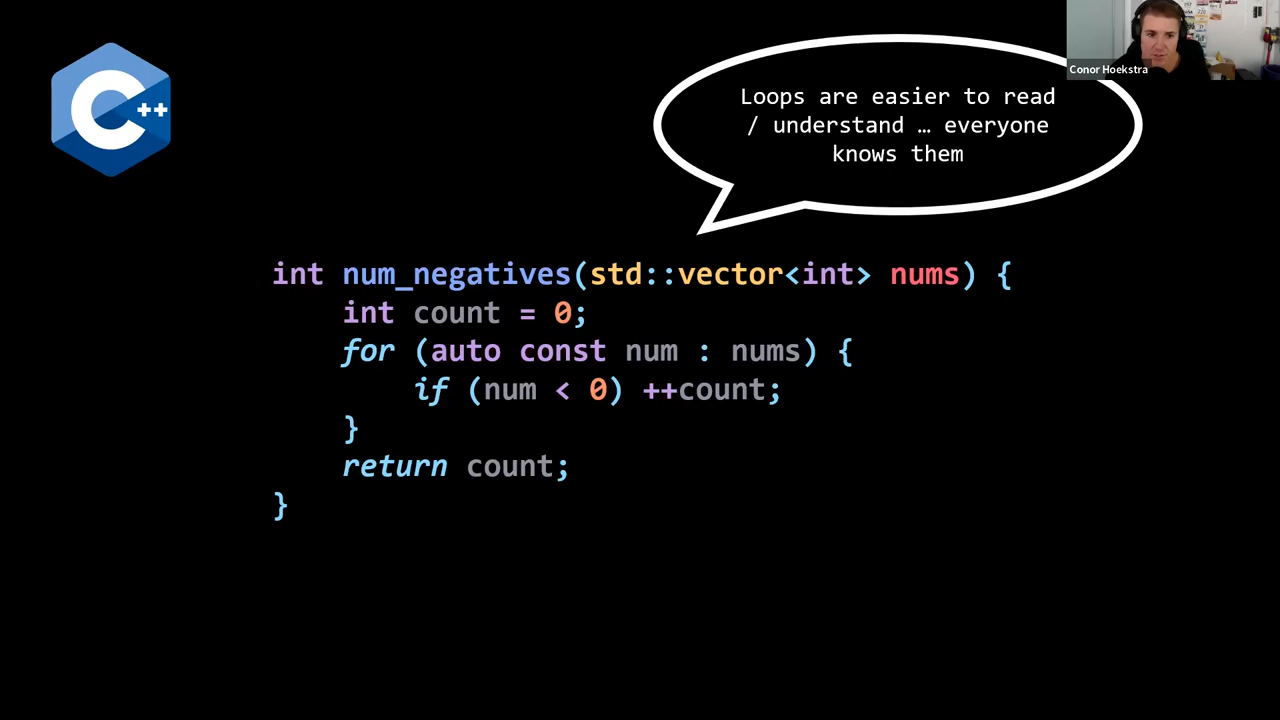 C++
Loops are easier to read
/ understand … everyone
knows them
Conor Hoekstra
int num_negatives(std::vector<int> nums) {
    int count = 0;
    for (auto const num : nums) {
        if (num < 0) ++count;
    }
    return count;
}